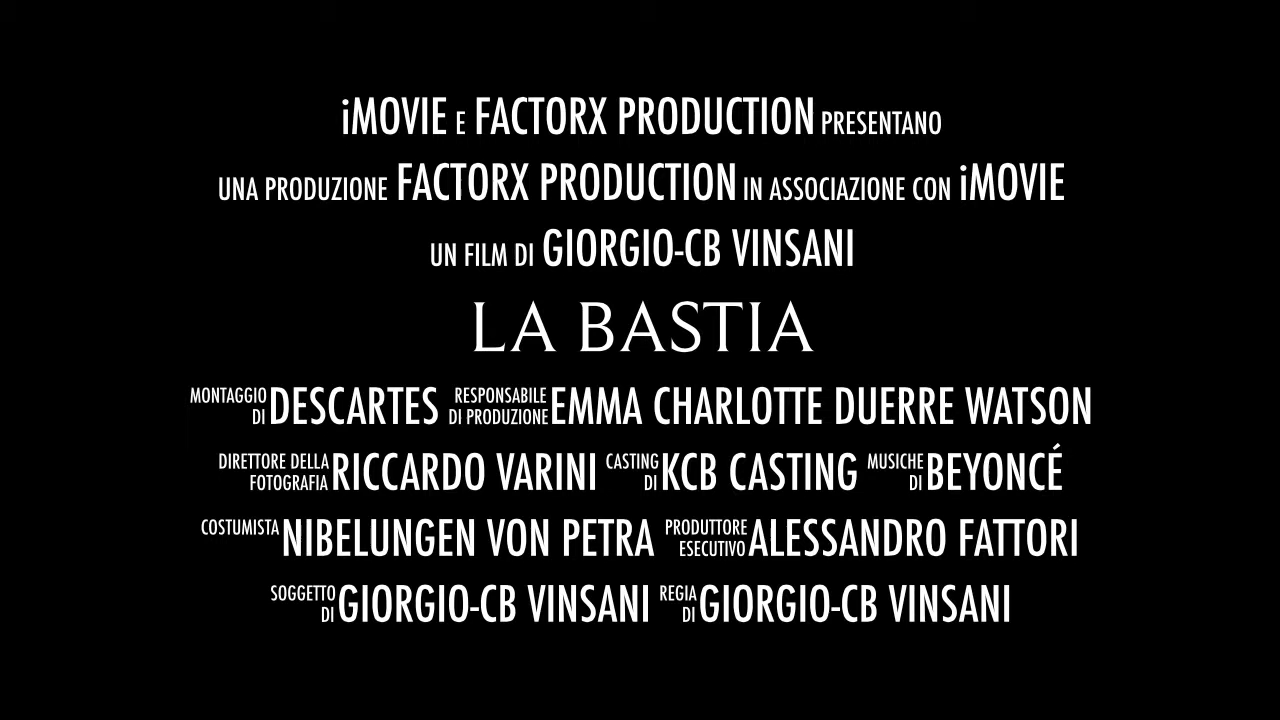 iMOVIE E FACTORX PRODUCTION PRESENTANO
UNA PRODUZIONE FACTORX PRODUCTION IN ASSOCIAZIONE CON iMOVIE
UN FILM DI GIORGIO-CB VINSANI
LA BASTIA
MONTAGGIO DI DESCARTES RESPONSABILE DI PRODUZIONE EMMA CHARLOTTE DUERRE WATSON
DIRETTORE DELLA FOTOGRAFIA RICCARDO VARINI CASTING DI KCB CASTING MUSICHE DI BEYONCÉ
COSTUMISTA NIBELUNGEN VON PETRA PRODUTTORE ESECUTIVO ALESSANDRO FATTORI
SOGGETTO DI GIORGIO-CB VINSANI REGIA DI GIORGIO-CB VINSANI